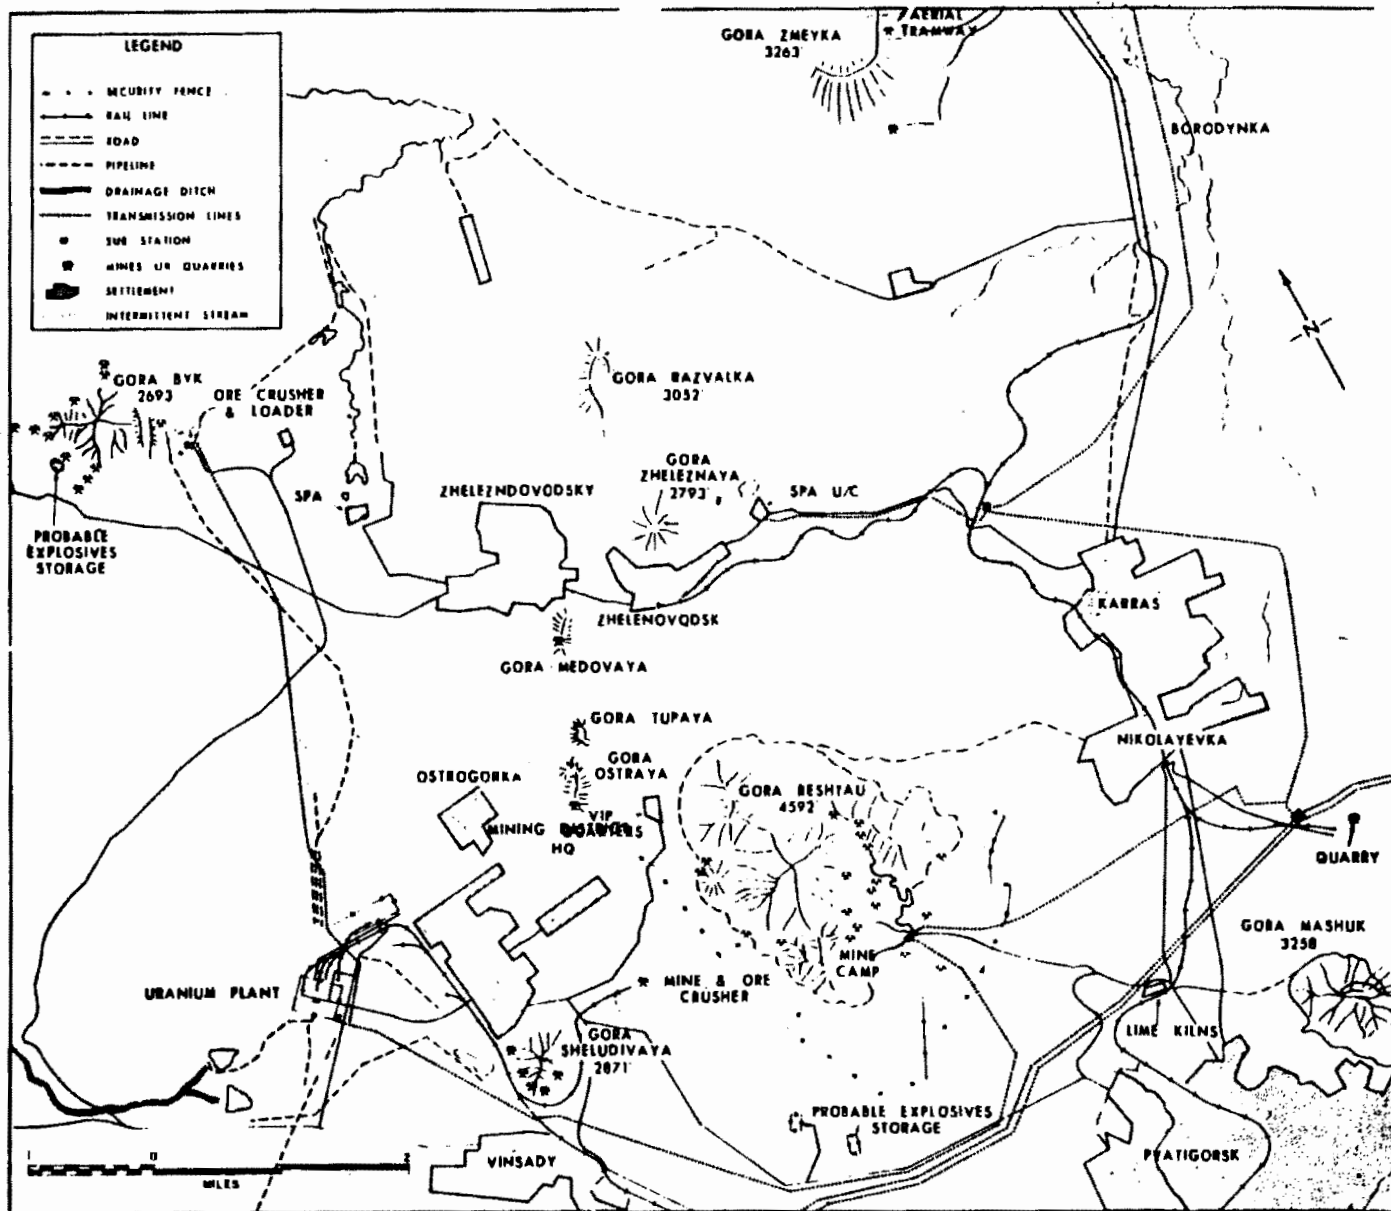 LEGEND
SECURITY FENCE
RAIL LINE
ROAD
PIPELINE
DRAINAGE DITCH
TRANSMISSION LINES
SUB STATION
MINES OR QUARRIES
SETTLEMENT
INTERMITTENT STREAM
GORA ZMEYKA
3263'
AERIAL
TRAMWAY
BORODYNKA
N
GORA BYK
2693
ORE CRUSHER
& LOADER
GORA RAZVALKA
3052'
GORA
ZHELEZNAYA
2793'
SPA
ZHELEZNDOVODSKY
SPA U/C
PROBABLE
EXPLOSIVES
STORAGE
ZHELENOVODSK
KARRAS
GORA MEDOVAYA
GORA TUPAYA
NIKOLAYEVKA
GORA
OSTRAYA
OSTROGORKA
GORA BESHTAU
4592'
VIP
MINING
HQ
QUARRY
GORA MASHUK
3258
MINE
CAMP
URANIUM PLANT
MINE & ORE
CRUSHER
LIME KILNS
GORA
SHELUDIVAYA
2871'
PROBABLE EXPLOSIVES
STORAGE
VINSADY
PYATIGORSK
1
0
2
MILES